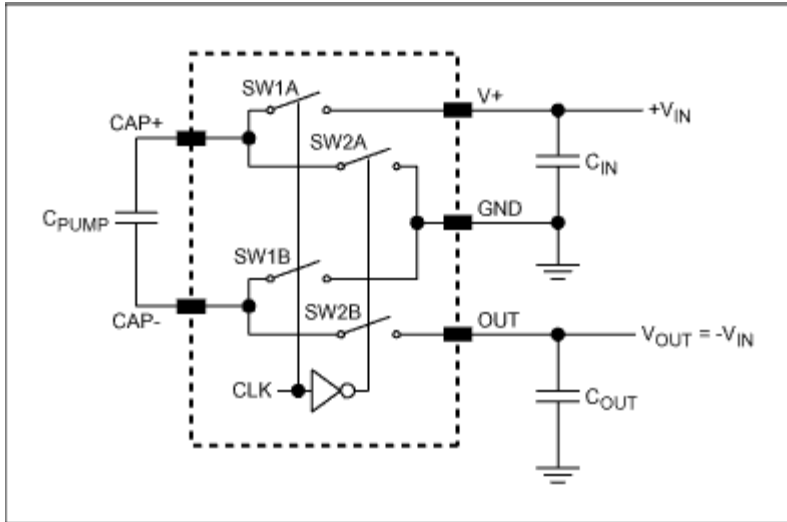 SW1A
V+
+VIN
CAP+
SW2A
CIN
GND
CPUMP
SW1B
CAP-
SW2B
OUT
VOUT = -VIN
CLK
COUT